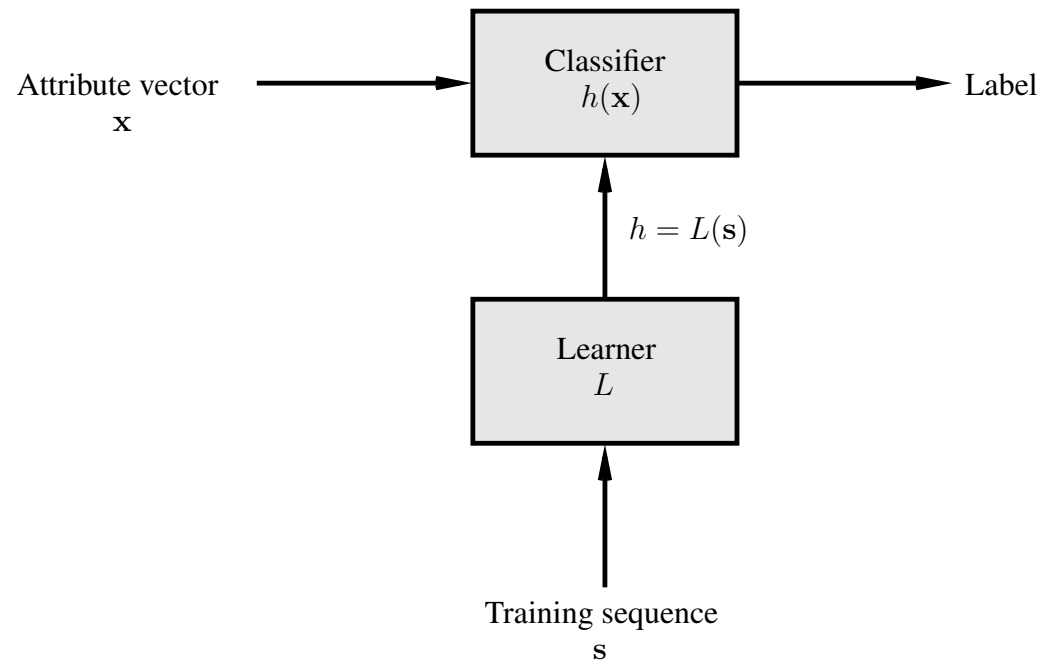 Classifier
h(x)
Attribute vector
x
Label
h = L(s)
Learner
L
Training sequence
s